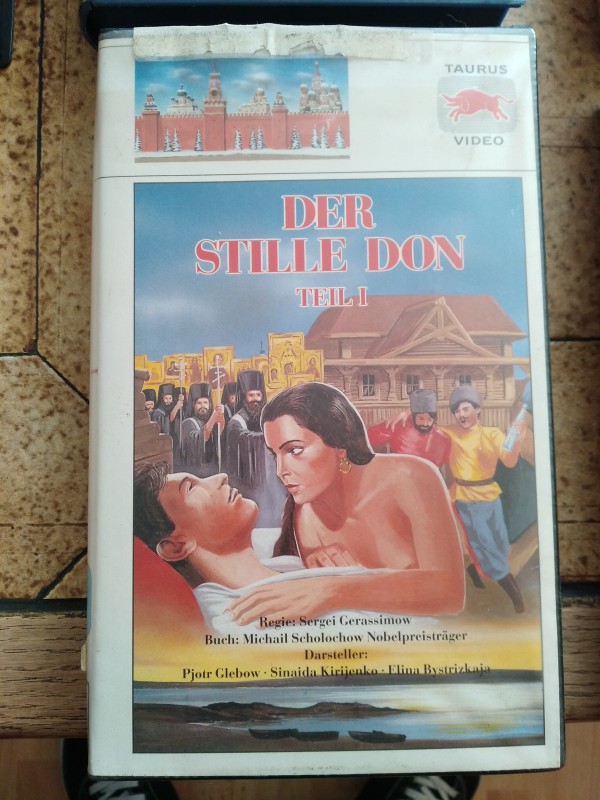 TAURUS
VIDEO
DER
STILLE DON
TEIL I
Regie: Sergei Gerassimow
Buch: Michail Scholochow Nobelpreisträger
Darsteller:
Pjotr Glebow · Sinaida Kirijenko · Elina Bystrizkaja